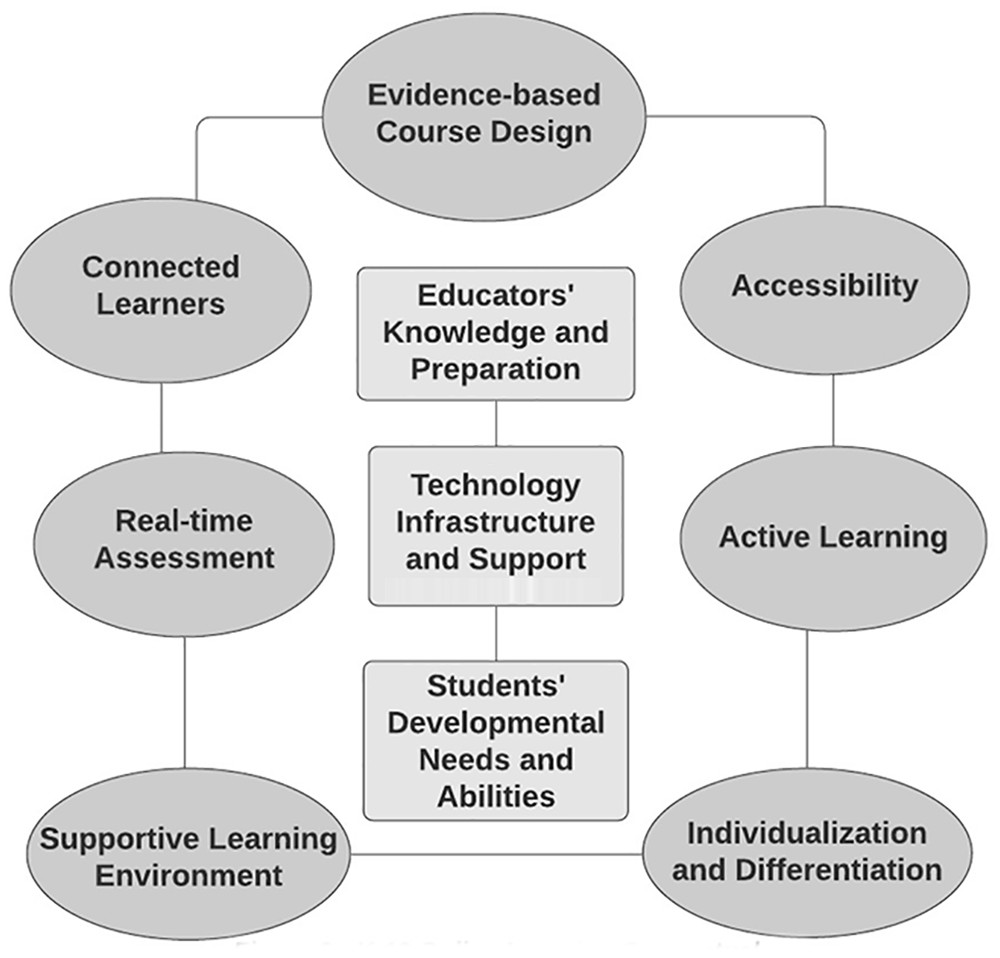 Evidence-based
Course Design
Connected
Learners
Accessibility
Educators'
Knowledge and
Preparation
Real-time
Assessment
Technology
Infrastructure
and Support
Active Learning
Students'
Developmental
Needs and
Abilities
Supportive Learning
Environment
Individualization
and Differentiation